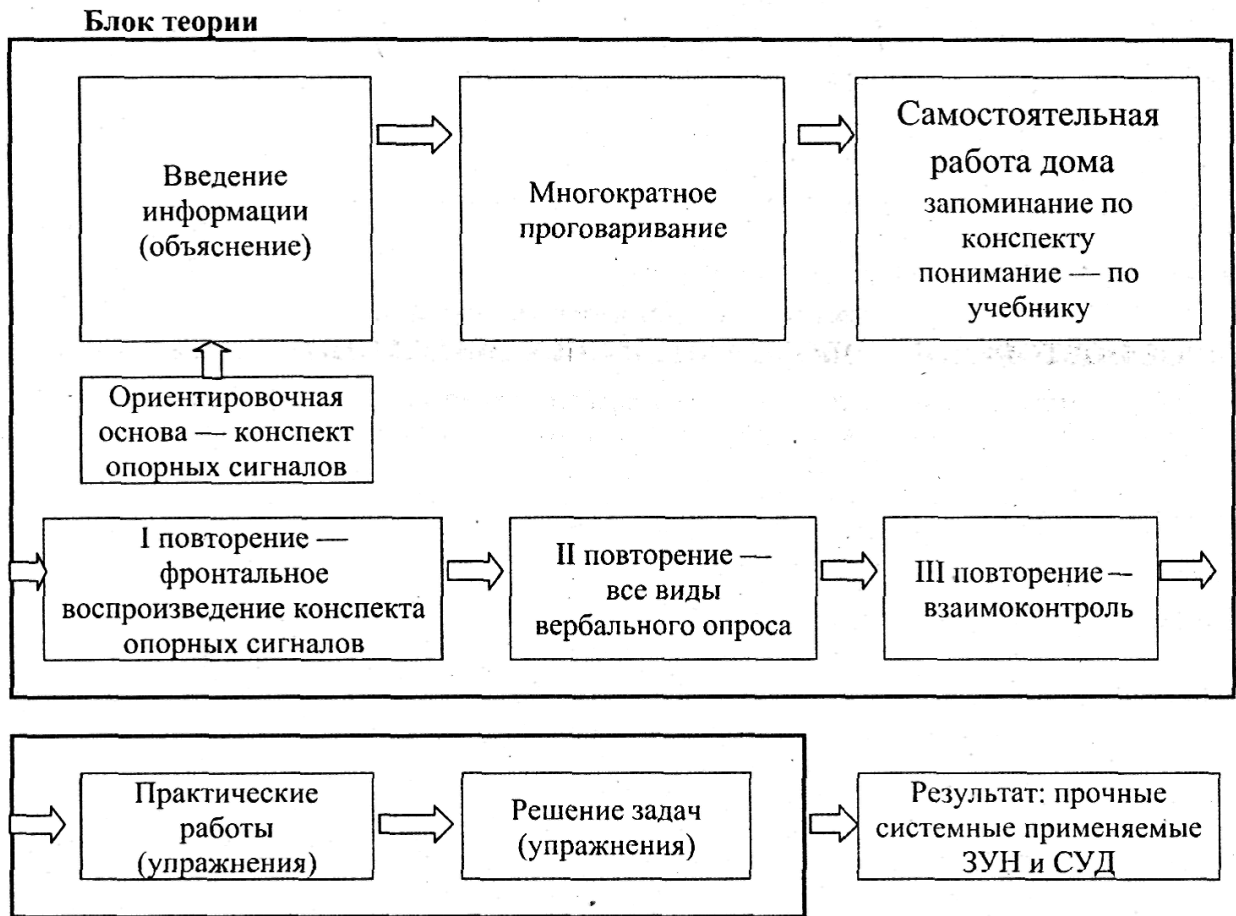 Блок теории
Введение
информации
(объяснение)
Многократное
проговаривание
Самостоятельная
работа дома
запоминание по
конспекту
понимание — по
учебнику
Ориентировочная
основа — конспект
опорных сигналов
I повторение —
фронтальное
воспроизведение конспекта
опорных сигналов
II повторение —
все виды
вербального опроса
III повторение —
взаимоконтроль
Практические
работы
(упражнения)
Решение задач
(упражнения)
Результат: прочные
системные применяемые
ЗУН и СУД